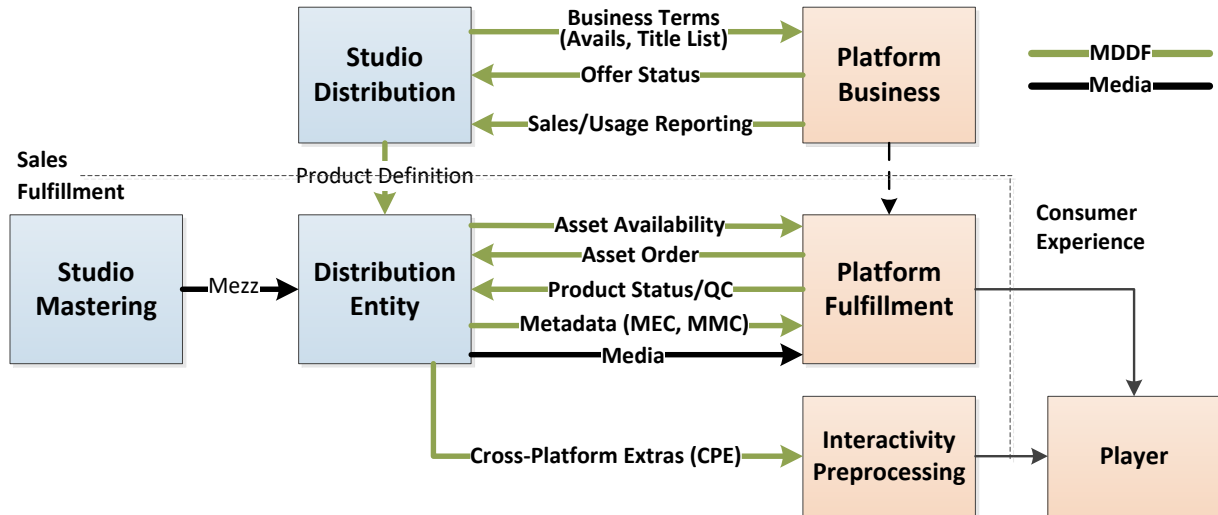 Studio
Distribution
Business Terms
(Avails, Title List)
Offer Status
Sales/Usage Reporting
Platform
Business
MDDF
Media
Sales
Fulfillment
Product Definition
Studio
Mastering
Mezz
Distribution
Entity
Asset Availability
Asset Order
Product Status/QC
Metadata (MEC, MMC)
Media
Platform
Fulfillment
Consumer
Experience
Cross-Platform Extras (CPE)
Interactivity
Preprocessing
Player